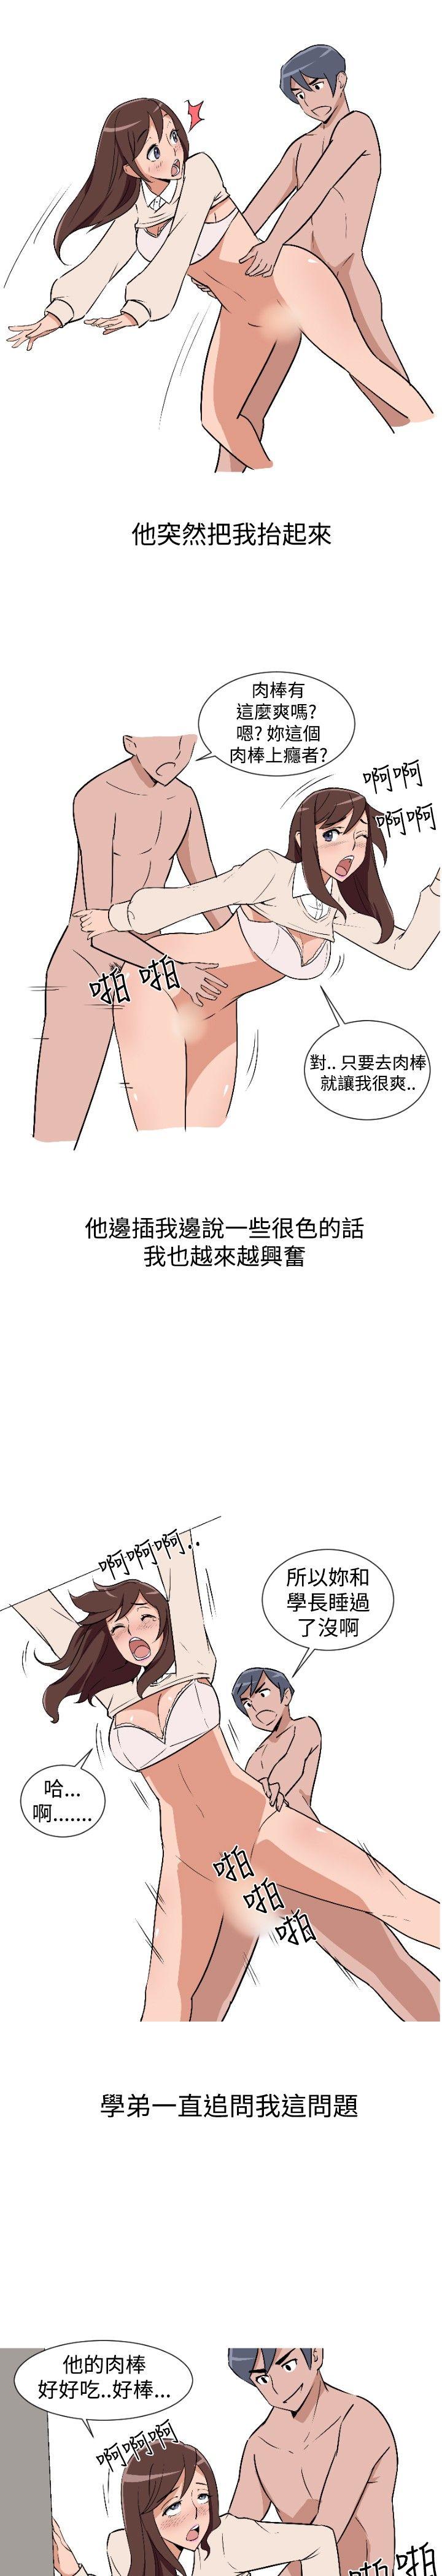 他突然把我抬起來
肉棒有
這麼爽嗎?
嗯? 妳這個
肉棒上癮者?
啊啊
啊啊
啪 啪
對.. 只要去肉棒
就讓我很爽..
他邊插我邊說一些很色的話
我也越來越興奮
啊啊啊..
所以妳和
學長睡過
了沒啊
哈...
啊.......
啪
啪
啪
學弟一直追問我這問題
他的肉棒
好好吃..好棒...
啊啊啊
啪 啪